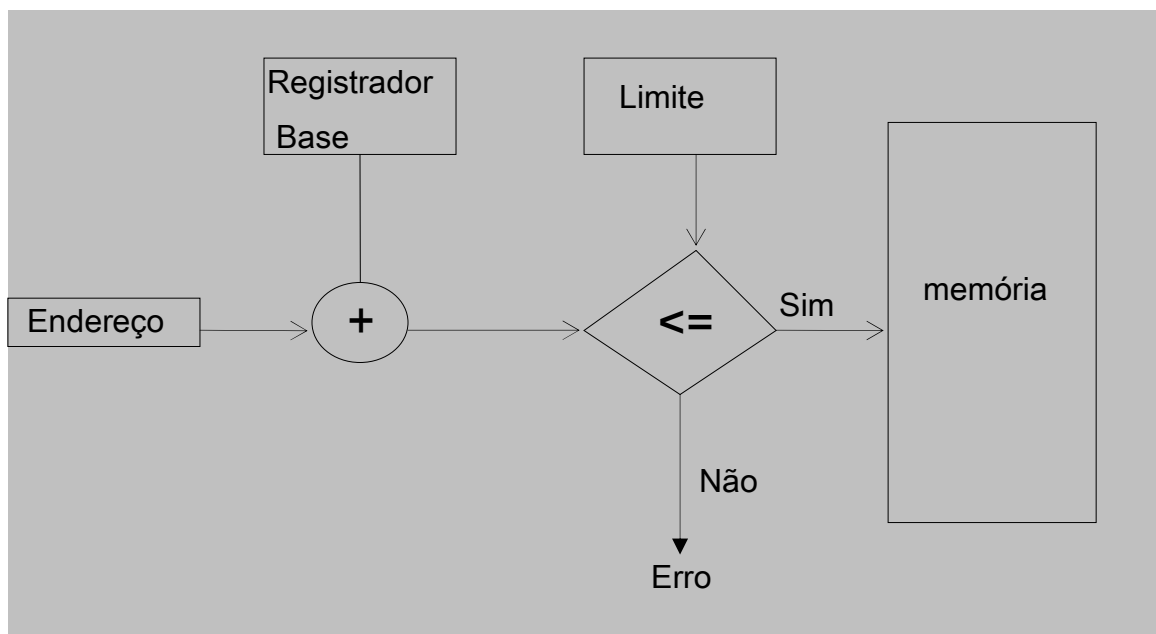 Registrador
Base
Limite
Endereço
+
<=
Sim
memória
Não
Erro